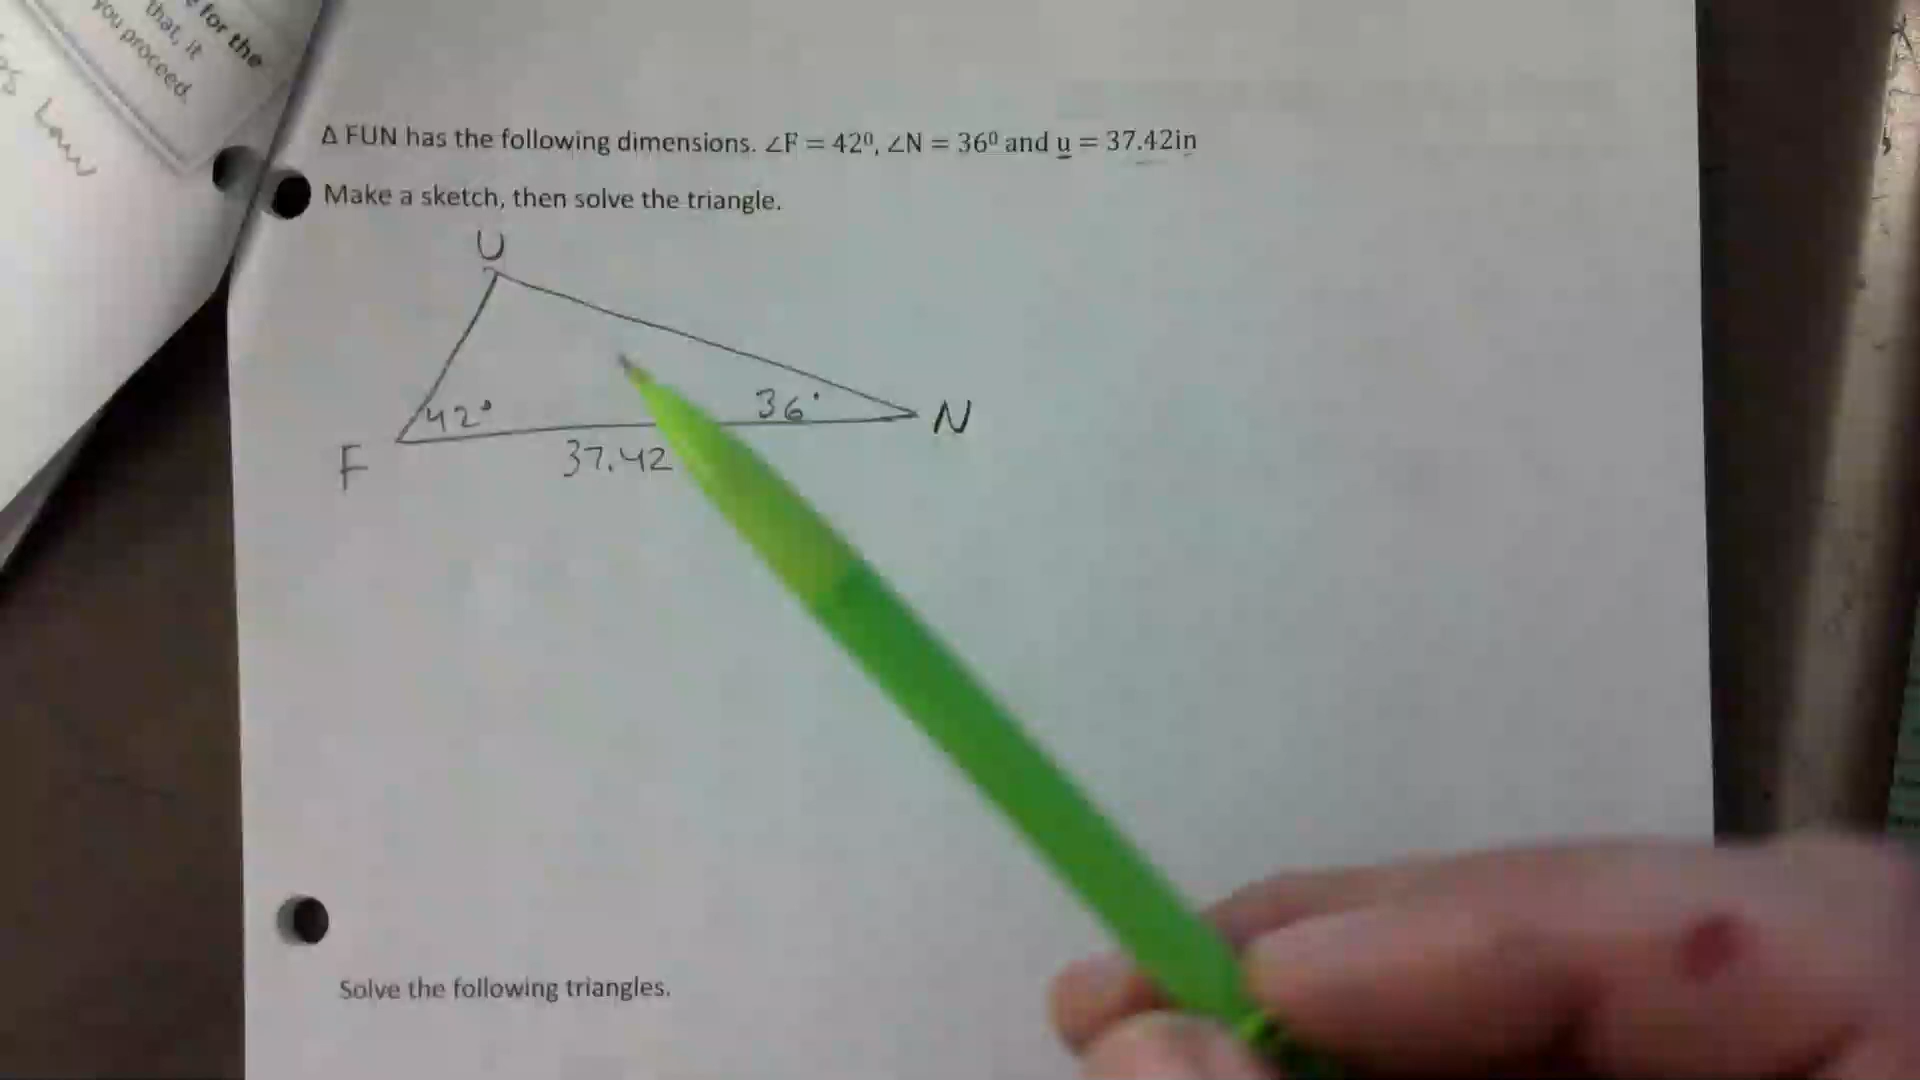 for the
that, it
you proceed.
Law
Δ FUN has the following dimensions. ∠F = 42⁰, ∠N = 36⁰ and u = 37.42in
Make a sketch, then solve the triangle.
U
42°
36°
N
F
37.42
Solve the following triangles.